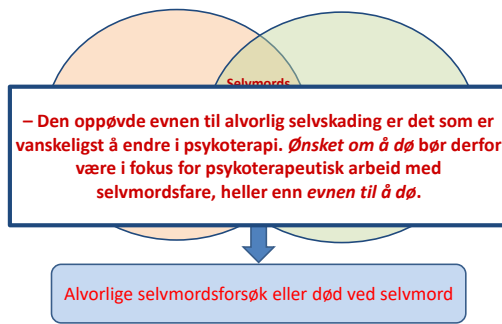 Selvmords
– Den oppøvde evnen til alvorlig selvskading er det som er
vanskeligst å endre i psykoterapi. Ønsket om å dø bør derfor
være i fokus for psykoterapeutisk arbeid med
selvmordsfare, heller enn evnen til å dø.
Alvorlige selvmordsforsøk eller død ved selvmord